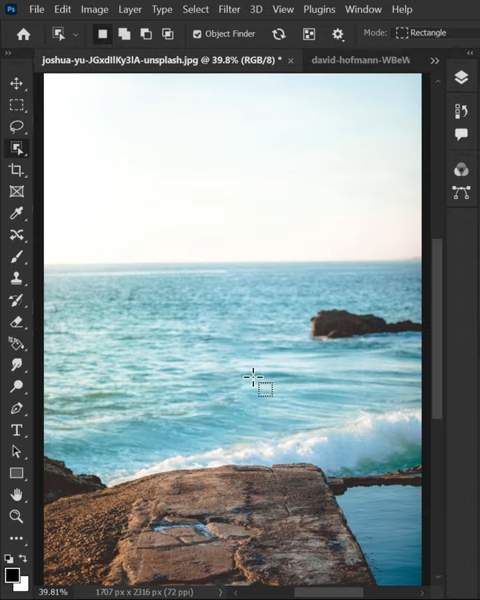 Ps File Edit Image Layer Type Select Filter 3D View Plugins Window Help
Object Finder Mode: Rectangle
joshua-yu-JGxdIlKy3lA-unsplash.jpg @ 39.8% (RGB/8) * × david-hofmann-WBeW
T
39.81% 1707 px x 2316 px (72 ppi)